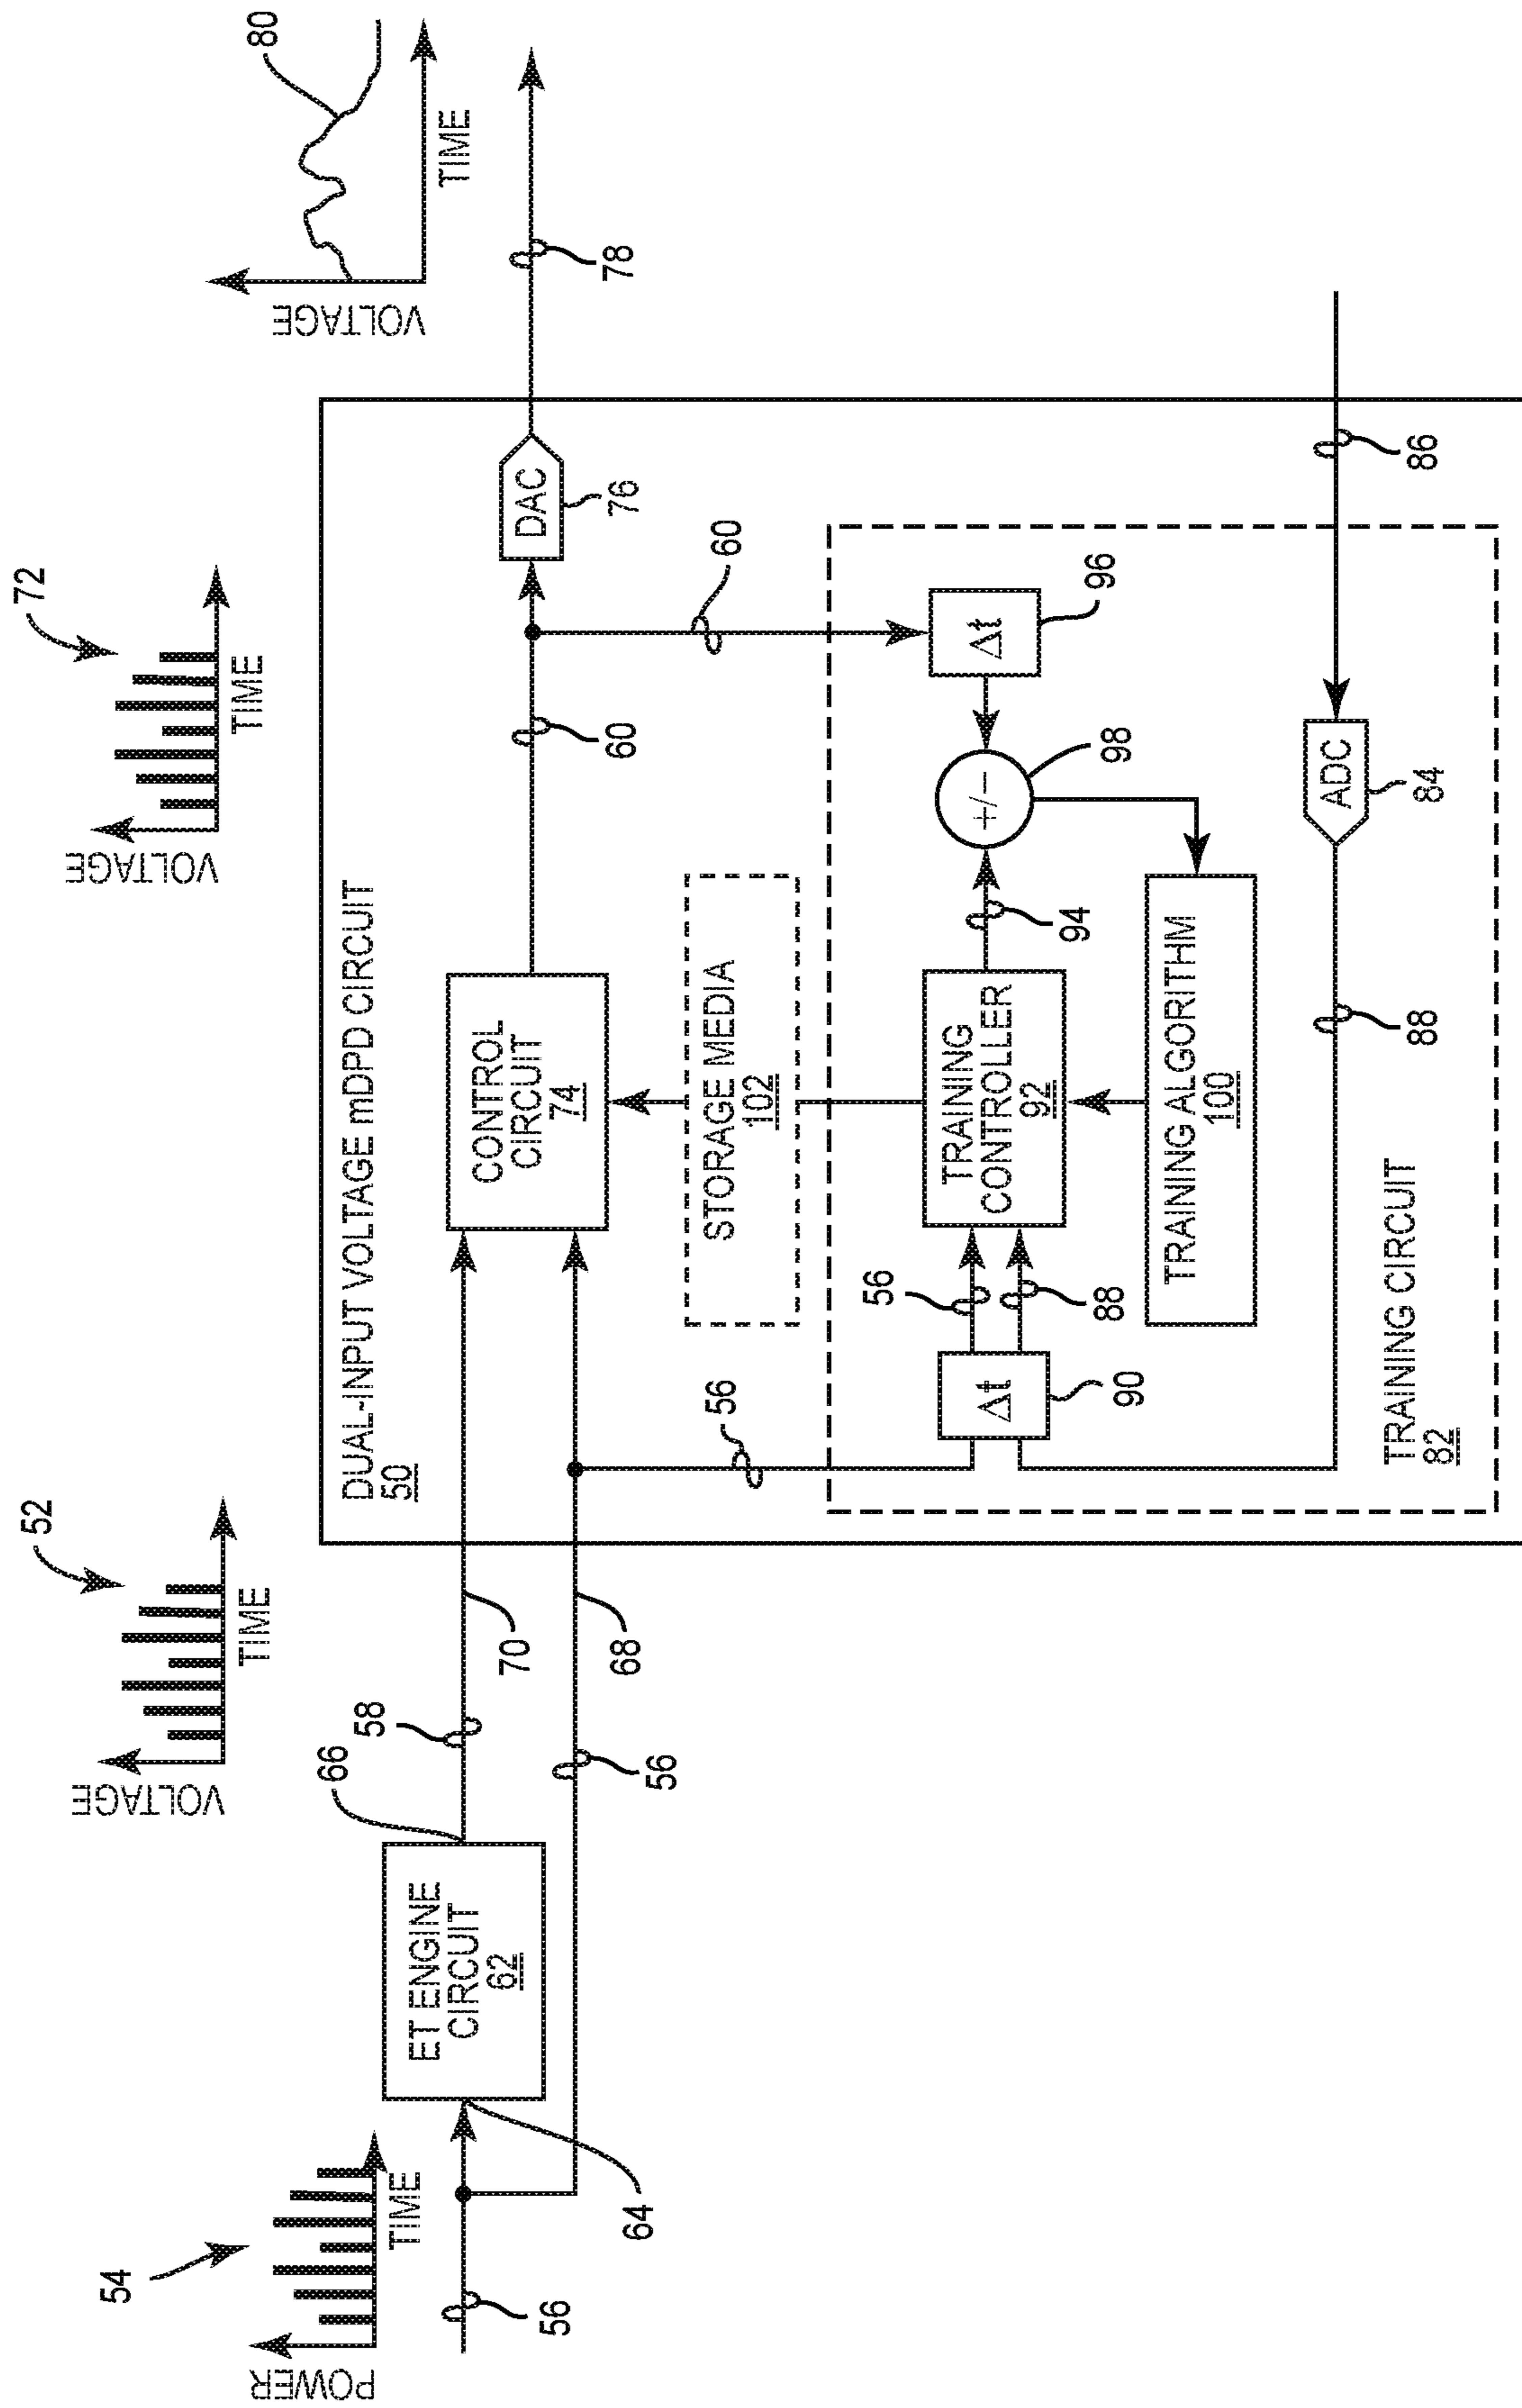 54
POWER
TIME
56
64
ET ENGINE
CIRCUIT
62
66
58
56
70
68
52
VOLTAGE
TIME
DUAL-INPUT VOLTAGE mDPD CIRCUIT
50
56
CONTROL
CIRCUIT
74
STORAGE MEDIA
102
60
60
DAC
76
72
VOLTAGE
TIME
78
80
VOLTAGE
TIME
Δt
90
56
88
TRAINING
CONTROLLER
92
94
+/−
98
Δt
96
TRAINING ALGORITHM
100
TRAINING CIRCUIT
82
88
ADC
84
86